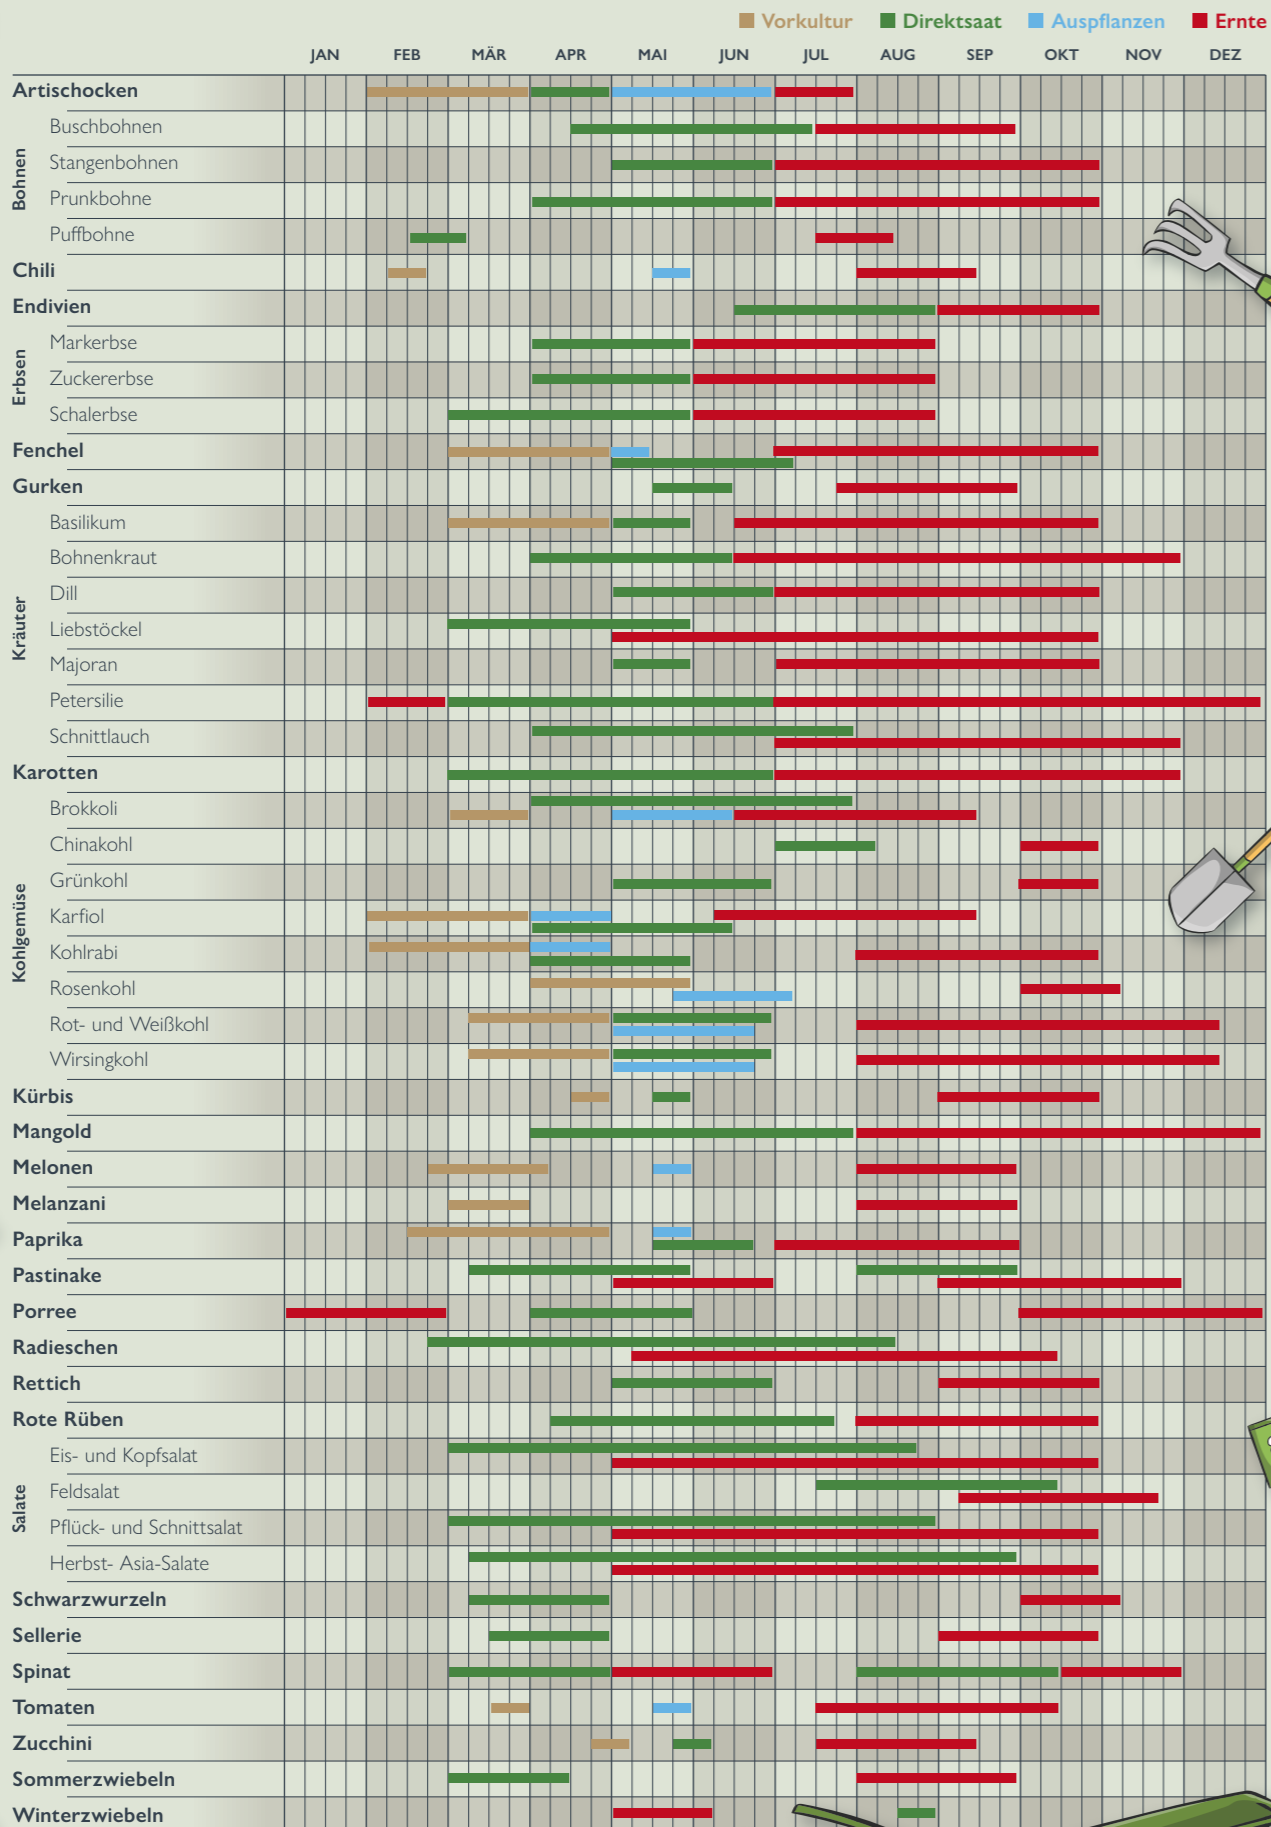 Vorkultur Direktsaat Auspflanzen Ernte
JAN FEB MÄR APR MAI JUN JUL AUG SEP OKT NOV DEZ
Artischocken
Bohnen
Buschbohnen
Stangenbohnen
Prunkbohne
Puffbohne
Chili
Endivien
Erbsen
Markerbse
Zuckererbse
Schalerbse
Fenchel
Gurken
Kräuter
Basilikum
Bohnenkraut
Dill
Liebstöckel
Majoran
Petersilie
Schnittlauch
Karotten
Kohlgemüse
Brokkoli
Chinakohl
Grünkohl
Karfiol
Kohlrabi
Rosenkohl
Rot- und Weißkohl
Wirsingkohl
Kürbis
Mangold
Melonen
Melanzani
Paprika
Pastinake
Porree
Radieschen
Rettich
Rote Rüben
Salate
Eis- und Kopfsalat
Feldsalat
Pflück- und Schnittsalat
Herbst- Asia-Salate
Schwarzwurzeln
Sellerie
Spinat
Tomaten
Zucchini
Sommerzwiebeln
Winterzwiebeln